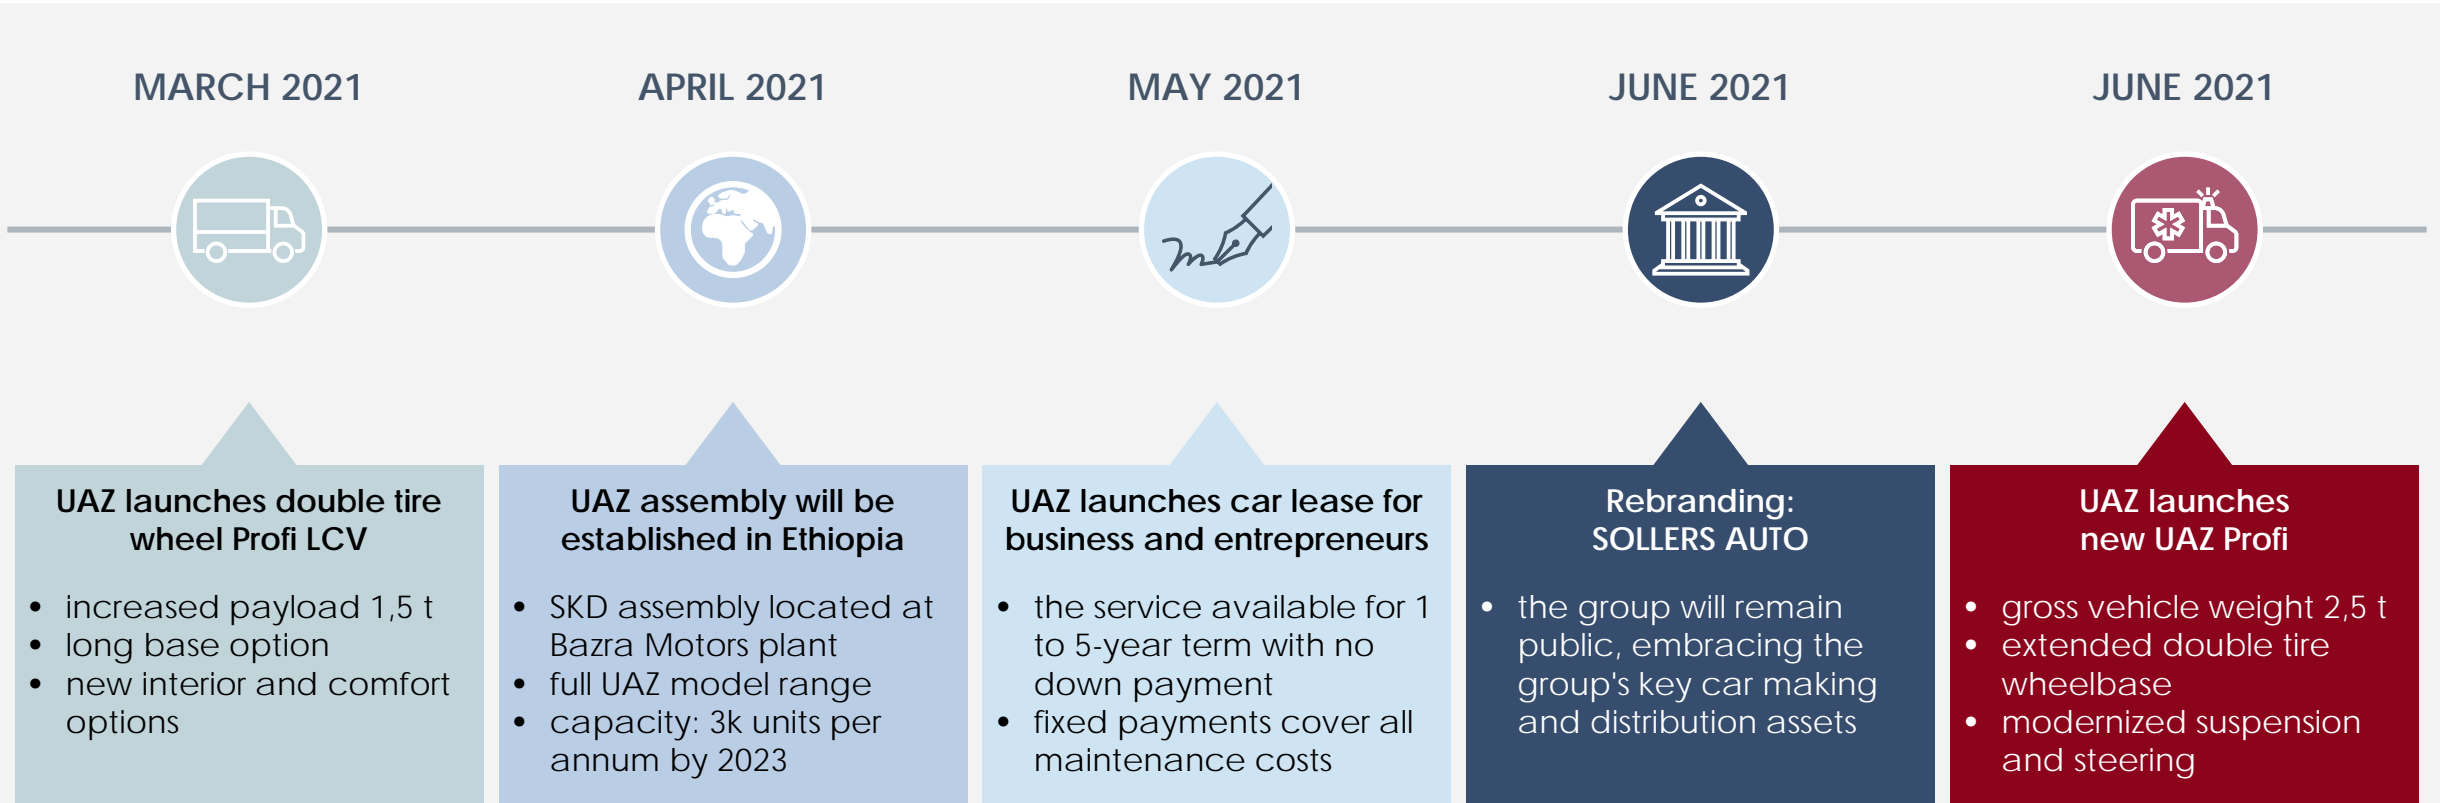 MARCH 2021
APRIL 2021
MAY 2021
JUNE 2021
JUNE 2021
UAZ launches double tire
wheel Profi LCV
• increased payload 1,5 t
• long base option
• new interior and comfort
options
UAZ assembly will be
established in Ethiopia
• SKD assembly located at
Bazra Motors plant
• full UAZ model range
• capacity: 3k units per
annum by 2023
UAZ launches car lease for
business and entrepreneurs
• the service available for 1
to 5-year term with no
down payment
• fixed payments cover all
maintenance costs
Rebranding:
SOLLERS AUTO
• the group will remain
public, embracing the
group's key car making
and distribution assets
UAZ launches
new UAZ Profi
• gross vehicle weight 2,5 t
• extended double tire
wheelbase
• modernized suspension
and steering